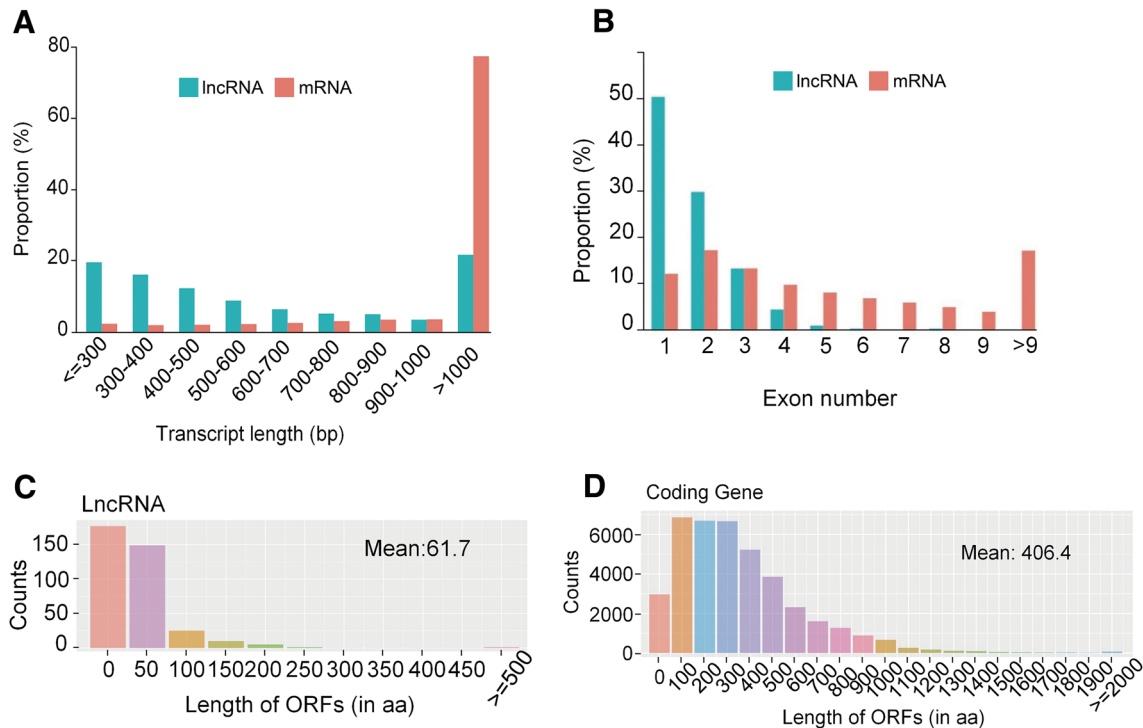 A
80
60
40
20
0
Proportion (%)
lncRNA mRNA
<=300 300-400 400-500 500-600 600-700 700-800 800-900 900-1000 >1000
Transcript length (bp)
B
50
40
30
20
10
0
Proportion (%)
lncRNA mRNA
1 2 3 4 5 6 7 8 9 >9
Exon number
C
LncRNA
Mean:61.7
150
100
50
0
Counts
0 50 100 150 200 250 300 350 400 450 >=500
Length of ORFs (in aa)
D
Coding Gene
Mean: 406.4
6000
4000
2000
0
Counts
0 100 200 300 400 500 600 700 800 900 1000 1100 1200 1300 1400 1500 1600 1700 1800 1900 >=2000
Length of ORFs (in aa)